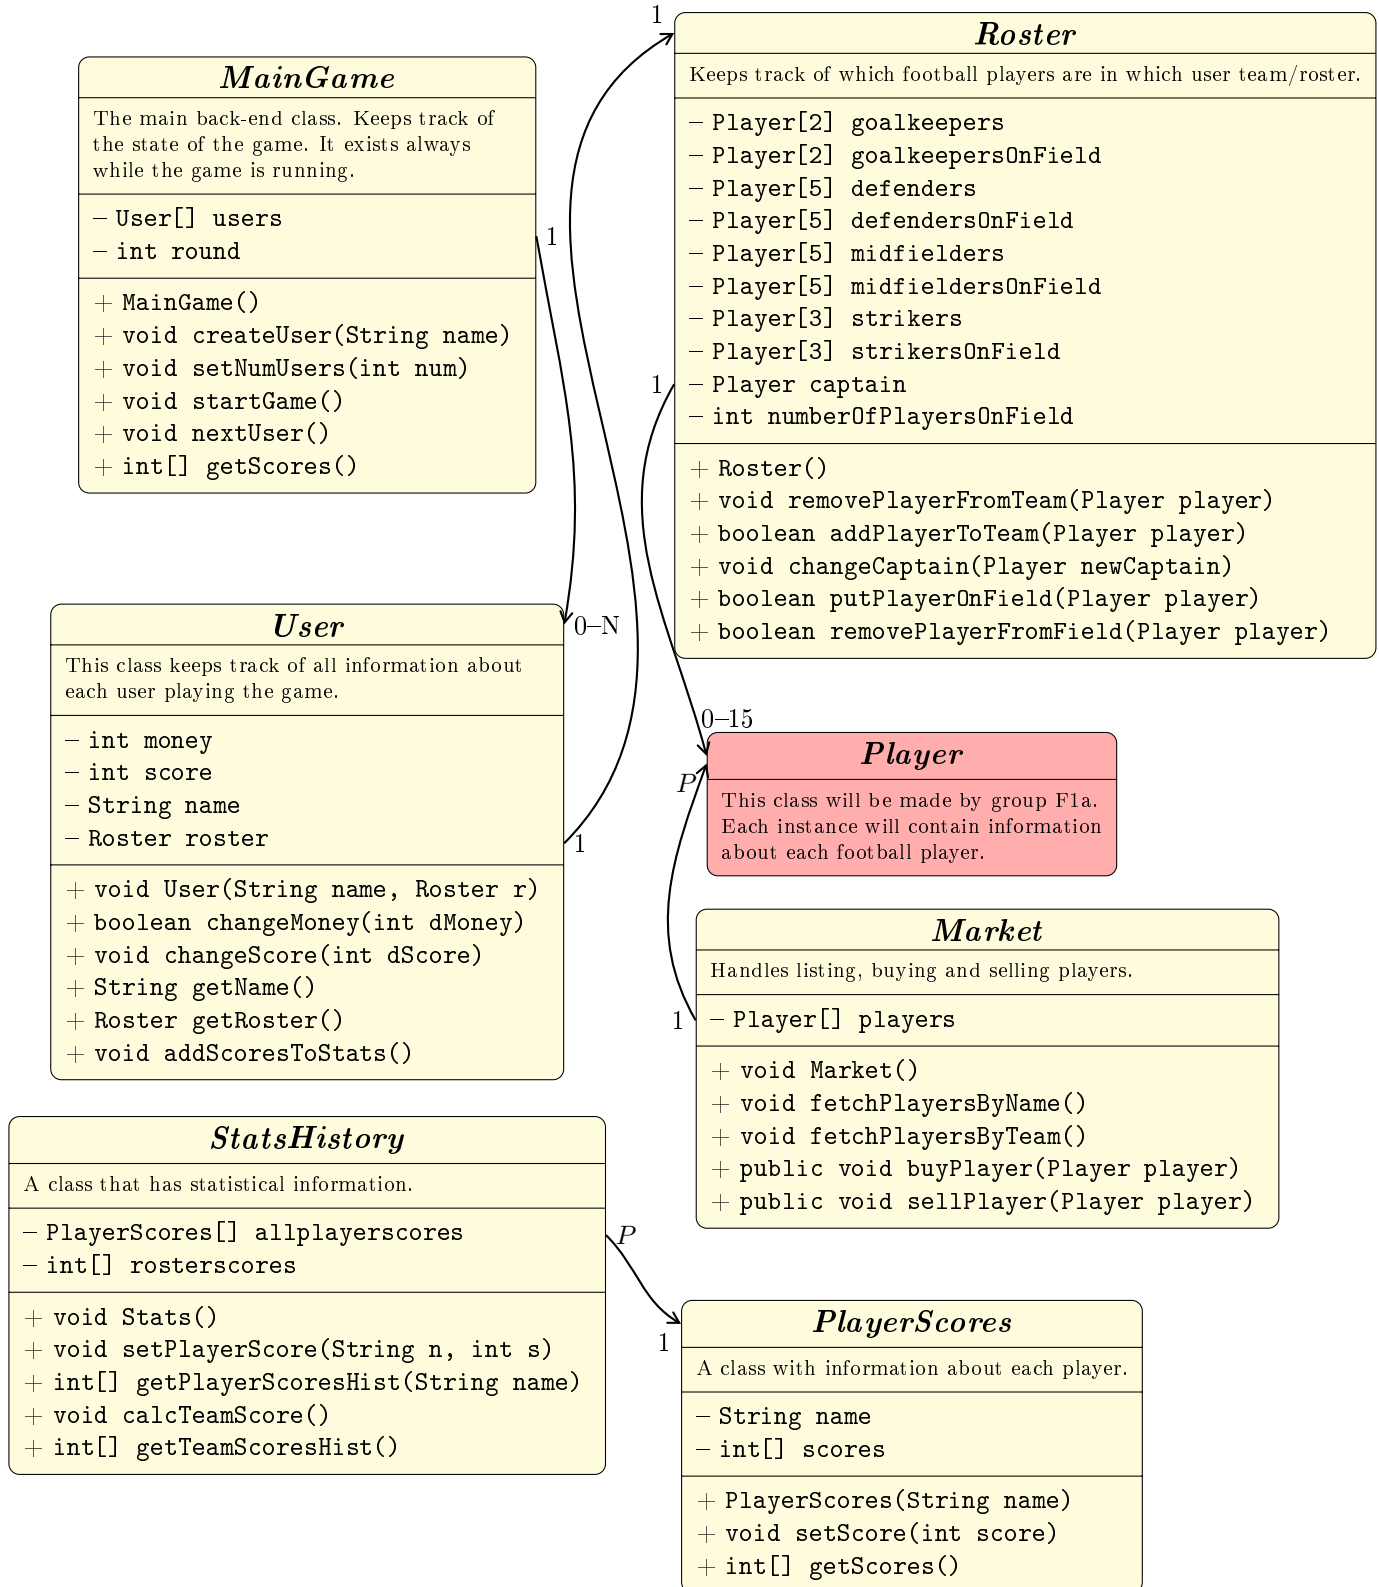 MainGame
The main back-end class. Keeps track of
the state of the game. It exists always
while the game is running.
– User[] users
– int round
+ MainGame()
+ void createUser(String name)
+ void setNumUsers(int num)
+ void startGame()
+ void nextUser()
+ int[] getScores()
1
0–N
1
Roster
Keeps track of which football players are in which user team/roster.
– Player[2] goalkeepers
– Player[2] goalkeepersOnField
– Player[5] defenders
– Player[5] defendersOnField
– Player[5] midfielders
– Player[5] midfieldersOnField
– Player[3] strikers
– Player[3] strikersOnField
– Player captain
– int numberOfPlayersOnField
+ Roster()
+ void removePlayerFromTeam(Player player)
+ boolean addPlayerToTeam(Player player)
+ void changeCaptain(Player newCaptain)
+ boolean putPlayerOnField(Player player)
+ boolean removePlayerFromField(Player player)
1
0–15
User
This class keeps track of all information about
each user playing the game.
– int money
– int score
– String name
– Roster roster
+ void User(String name, Roster r)
+ boolean changeMoney(int dMoney)
+ void changeScore(int dScore)
+ String getName()
+ Roster getRoster()
+ void addScoresToStats()
1
Player
This class will be made by group F1a.
Each instance will contain information
about each football player.
P
Market
Handles listing, buying and selling players.
– Player[] players
+ void Market()
+ void fetchPlayersByName()
+ void fetchPlayersByTeam()
+ public void buyPlayer(Player player)
+ public void sellPlayer(Player player)
1
StatsHistory
A class that has statistical information.
– PlayerScores[] allplayerscores
– int[] rosterscores
+ void Stats()
+ void setPlayerScore(String n, int s)
+ int[] getPlayerScoresHist(String name)
+ void calcTeamScore()
+ int[] getTeamScoresHist()
P
1
PlayerScores
A class with information about each player.
– String name
– int[] scores
+ PlayerScores(String name)
+ void setScore(int score)
+ int[] getScores()